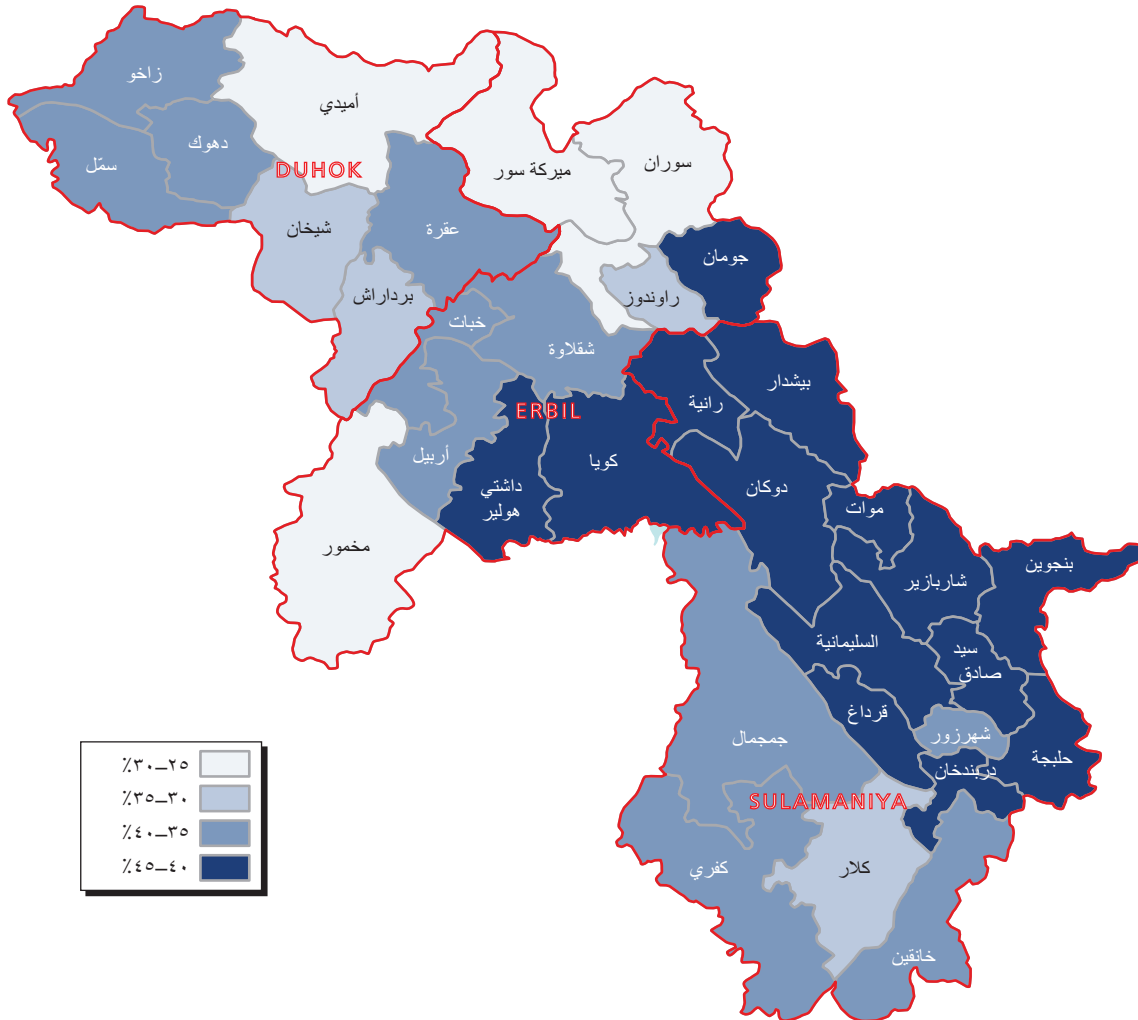 زاخو
أميدي
دهوك
سمّل
DUHOK
شيخان
عقرة
برداراش
ميركة سور
سوران
جومان
راوندوز
خبات
شقلاوة
ERBIL
أربيل
داشتي
هولير
كويا
مخمور
رانية
بيشدار
دوكان
موات
شاربازير
بنجوين
السليمانية
سيد
صادق
قرداغ
شهرزور
حلبجة
دربندخان
جمجمال
SULAMANIYA
كفري
كلار
خانقين
٪٣٠–٢٥
٪٣٥–٣٠
٪٤٠–٣٥
٪٤٥–٤٠